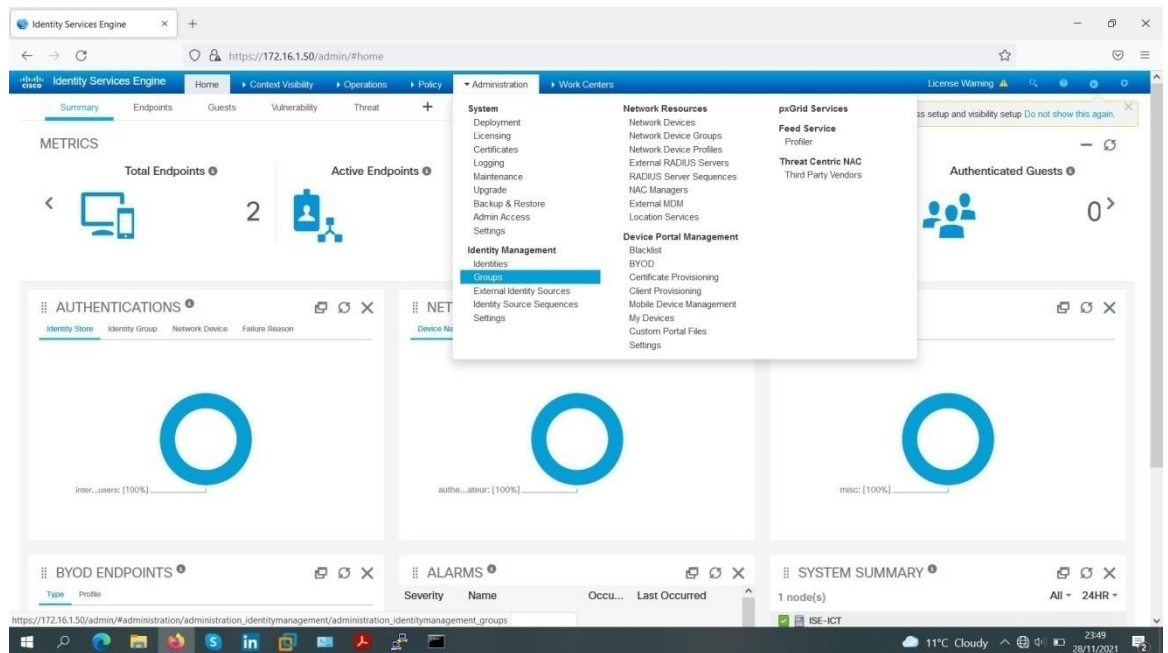 Identity Services Engine
https://172.16.1.50/admin/#home
cisco Identity Services Engine Home Context Visibility Operations Policy Administration Work Centers License Warning
Summary Endpoints Guests Vulnerability Threat
ss setup and visibility setup Do not show this again.
System
Deployment
Licensing
Certificates
Logging
Maintenance
Upgrade
Backup & Restore
Admin Access
Settings
Identity Management
Identities
Groups
External Identity Sources
Identity Source Sequences
Settings
Network Resources
Network Devices
Network Device Groups
Network Device Profiles
External RADIUS Servers
RADIUS Server Sequences
NAC Managers
External MDM
Location Services
Device Portal Management
Blacklist
BYOD
Certificate Provisioning
Client Provisioning
Mobile Device Management
My Devices
Custom Portal Files
Settings
pxGrid Services
Feed Service
Profiler
Threat Centric NAC
Third Party Vendors
METRICS
Total Endpoints
2
Active Endpoints
Authenticated Guests
0
AUTHENTICATIONS
Identity Store Identity Group Network Device Failure Reason
inter...users: [100%]
NET
Device Na
authe...ateur: [100%]
misc: [100%]
BYOD ENDPOINTS
Type Profile
ALARMS
Severity Name Occu... Last Occurred
SYSTEM SUMMARY
1 node(s) All 24HR
ISE-ICT
https://172.16.1.50/admin/#administration/administration_identitymanagement/administration_identitymanagement_groups
11°C Cloudy
23:49
28/11/2021